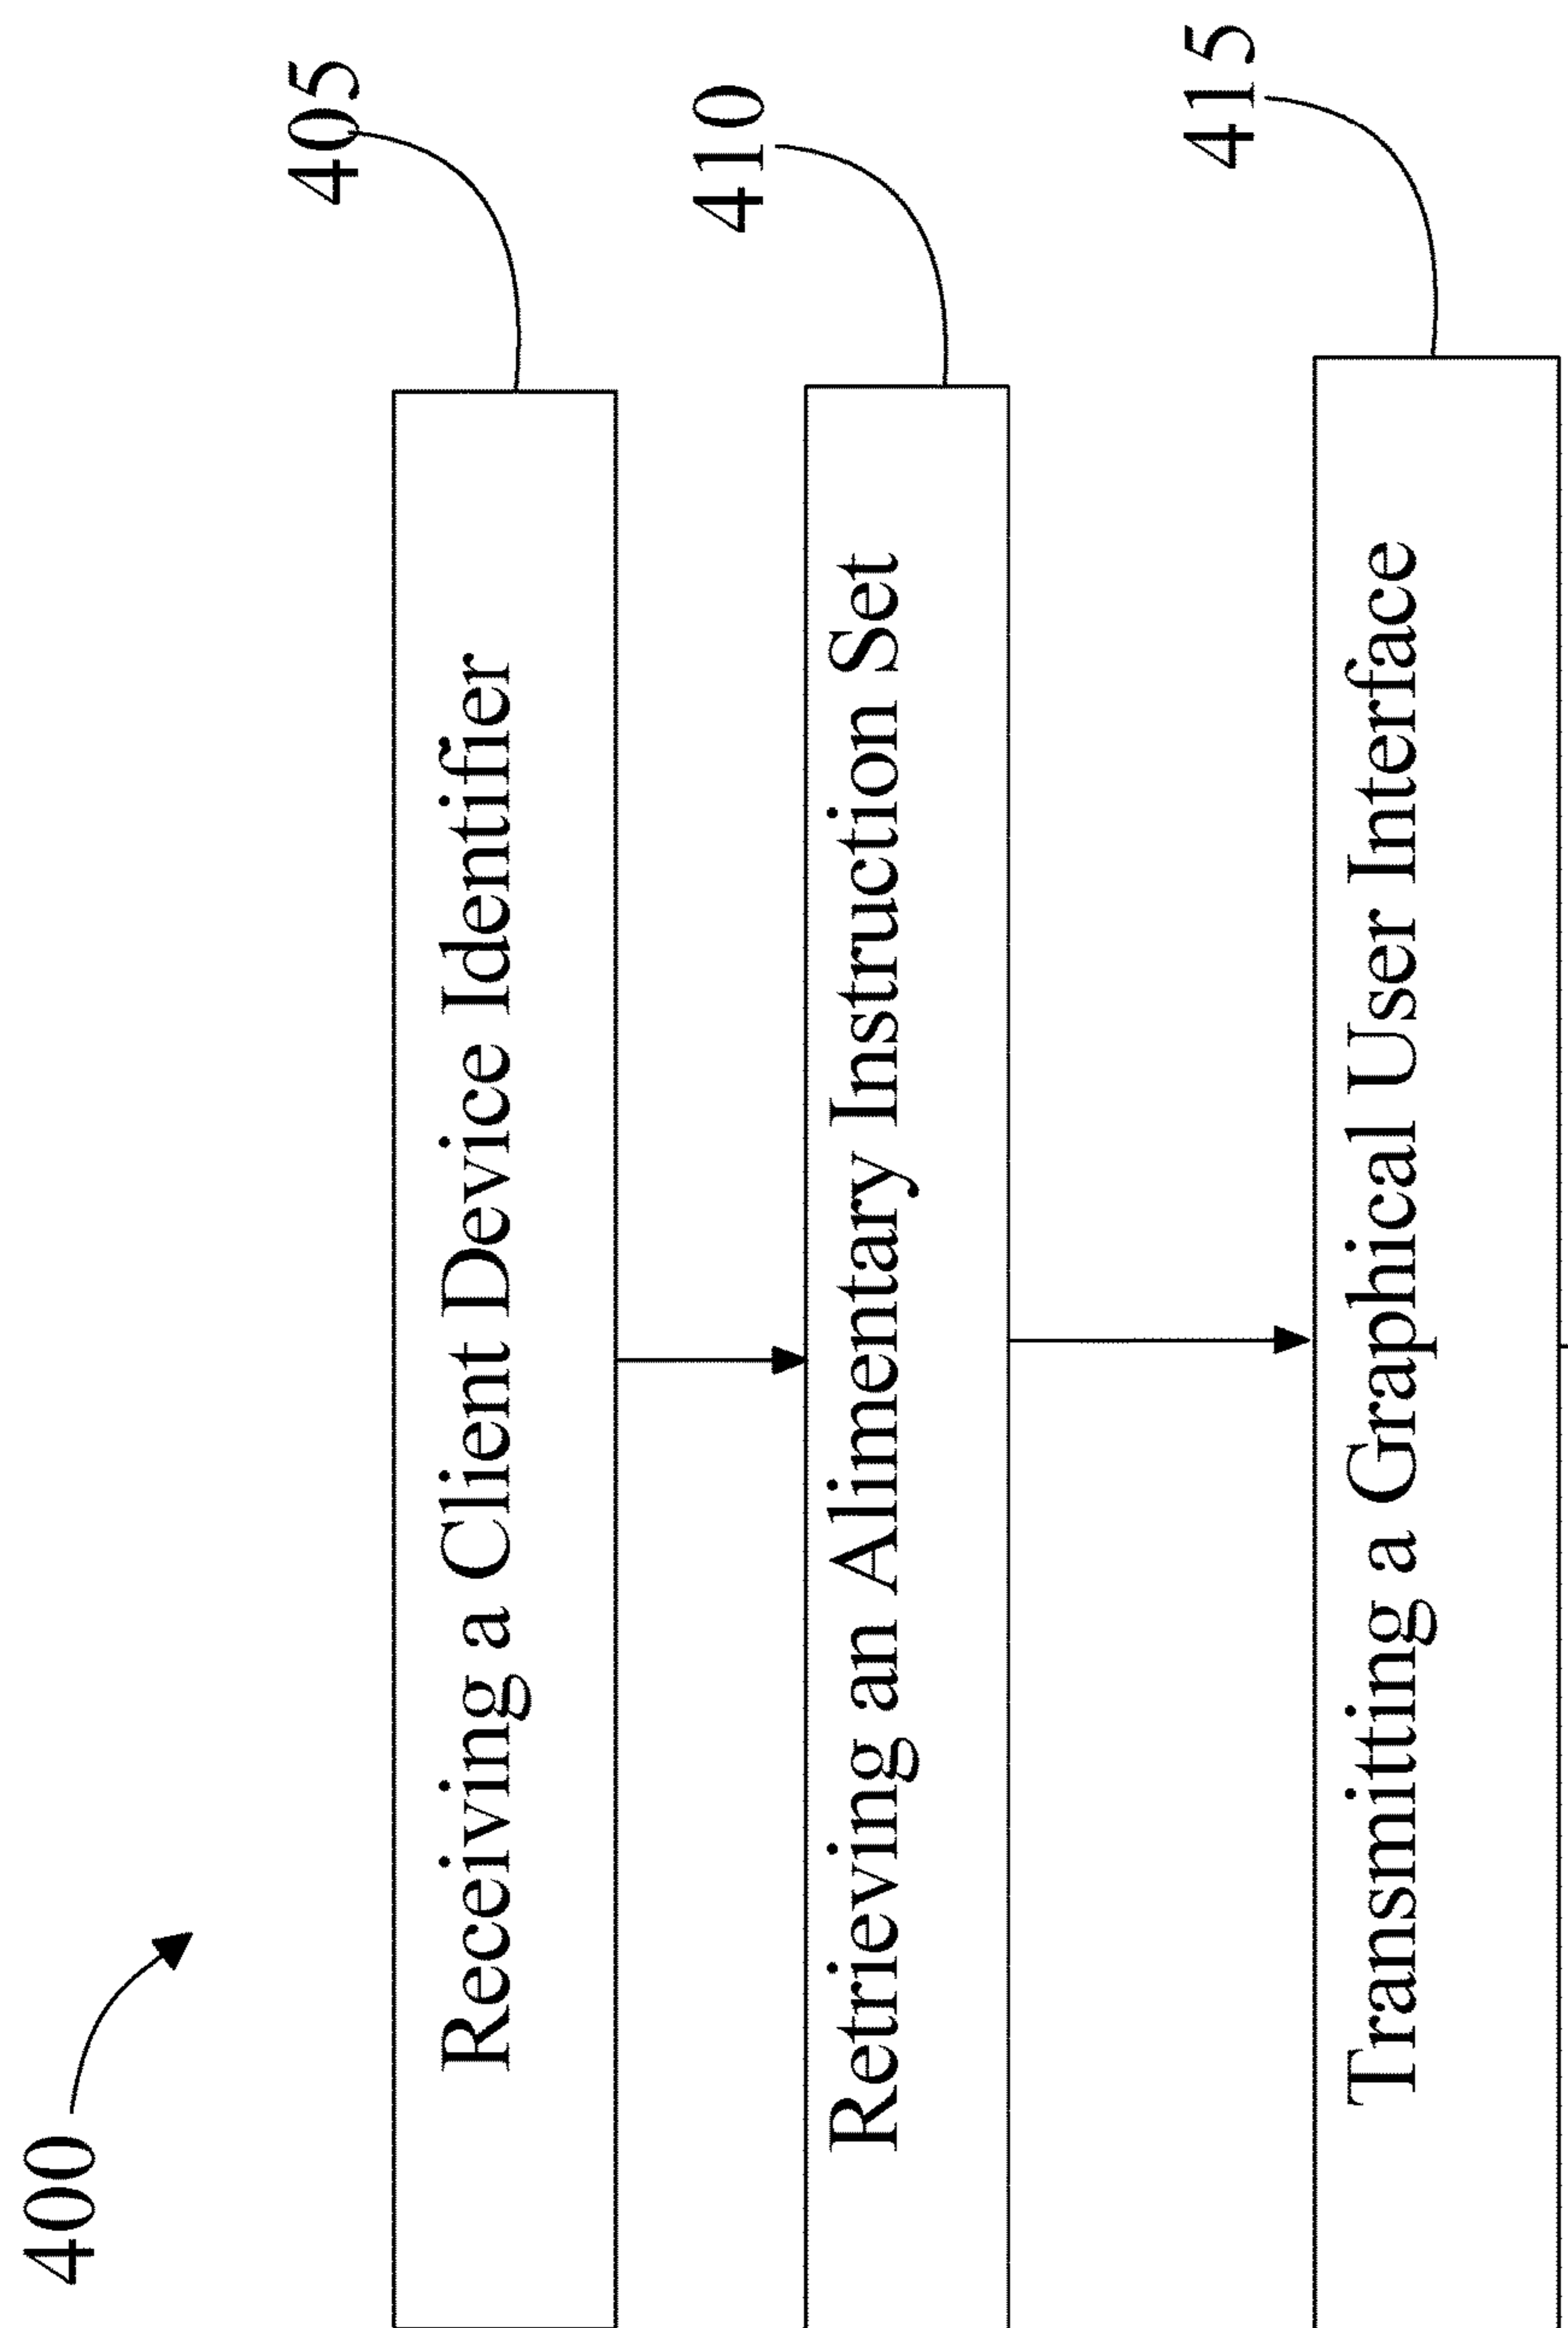 400
405
Receiving a Client Device Identifier
410
Retrieving an Alimentary Instruction Set
415
Transmitting a Graphical User Interface